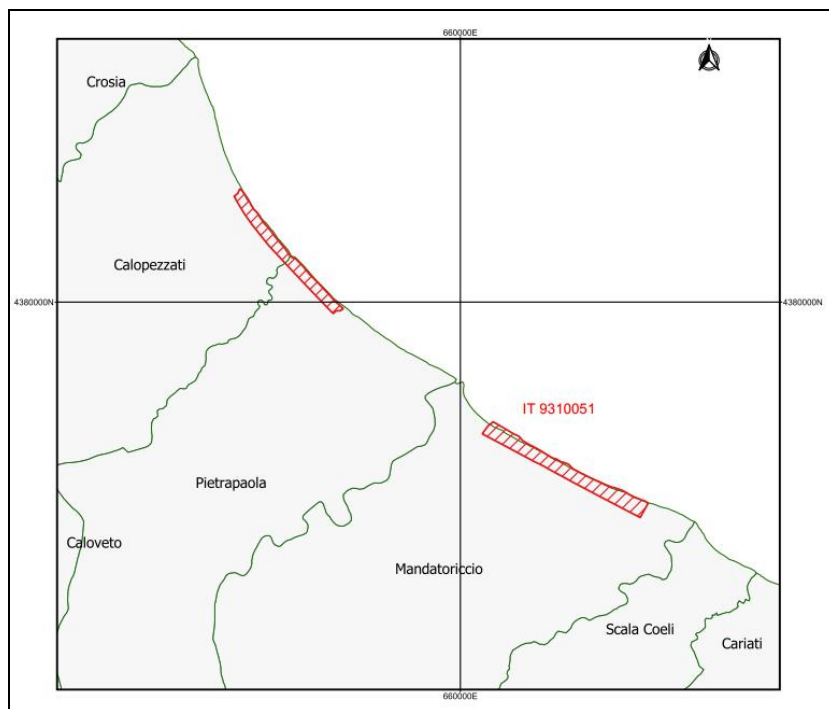 660000E
Crosia
Calopezzati
4380000N
4380000N
IT 9310051
Pietrapaola
Caloveto
Mandatoriccio
Scala Coeli
Cariati
660000E